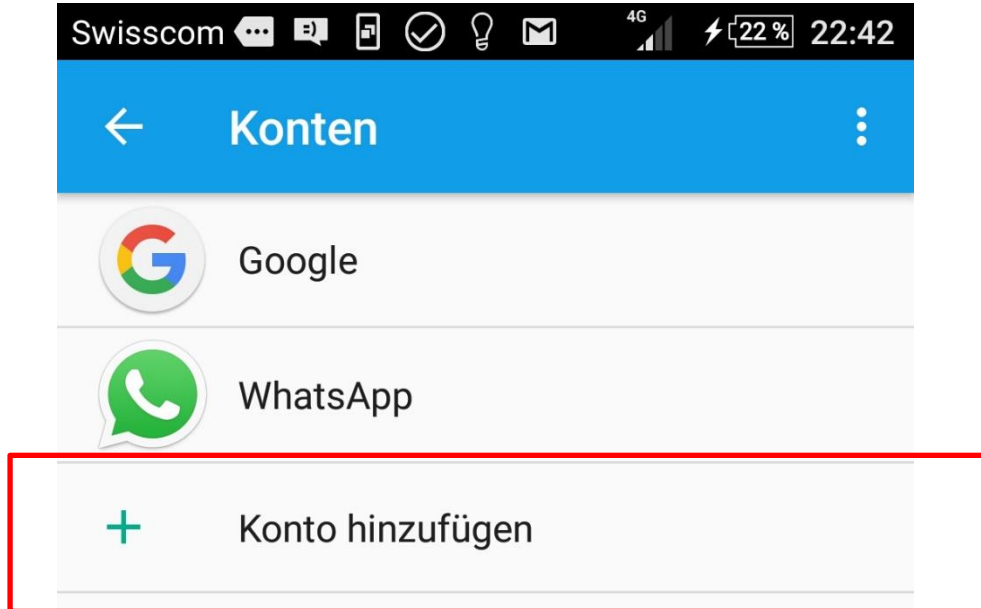 Swisscom 4G 22 % 22:42
Konten
Google
WhatsApp
Konto hinzufügen